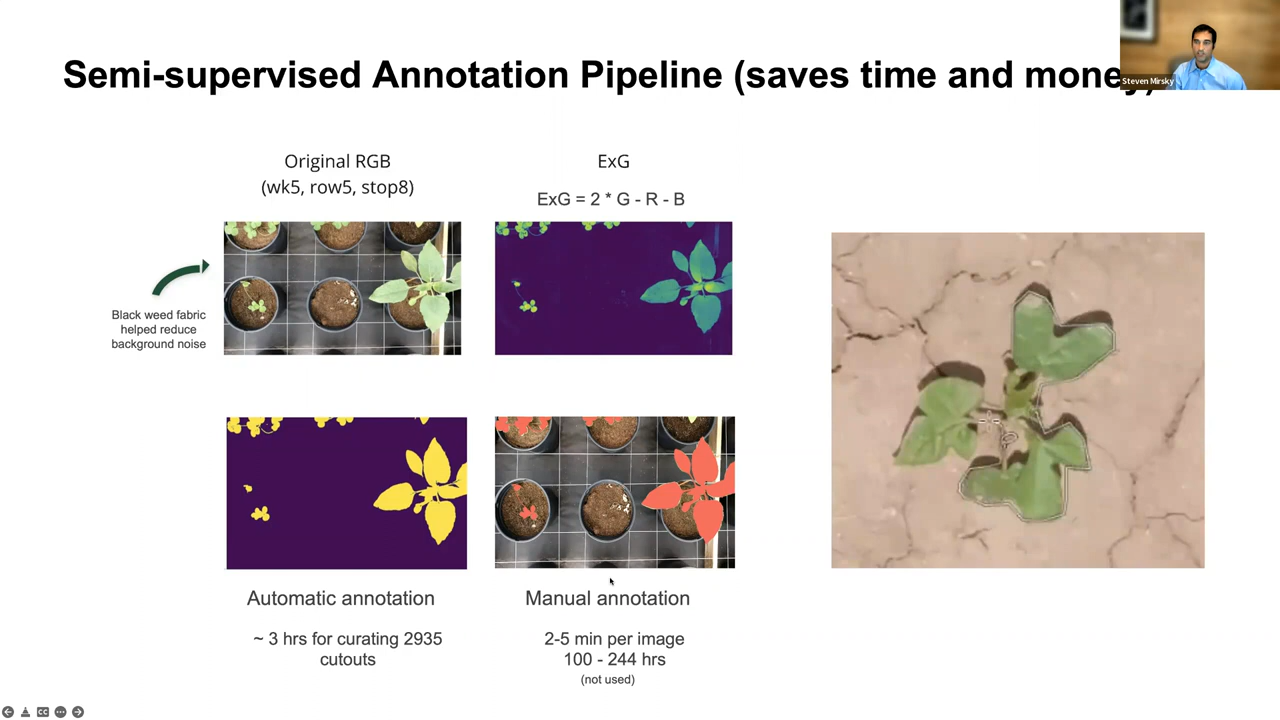 Semi-supervised Annotation Pipeline (saves time and money)
Steven Mirsky
Original RGB
(wk5, row5, stop8)
ExG
ExG = 2 * G - R - B
Black weed fabric
helped reduce
background noise
Automatic annotation
~ 3 hrs for curating 2935
cutouts
Manual annotation
2-5 min per image
100 - 244 hrs
(not used)
CC